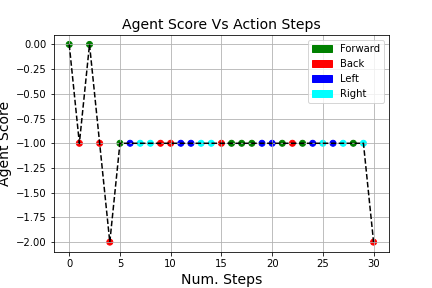 Agent Score Vs Action Steps
Agent Score
0.00
−0.25
−0.50
−0.75
−1.00
−1.25
−1.50
−1.75
−2.00
Forward
Back
Left
Right
0 5 10 15 20 25 30
Num. Steps